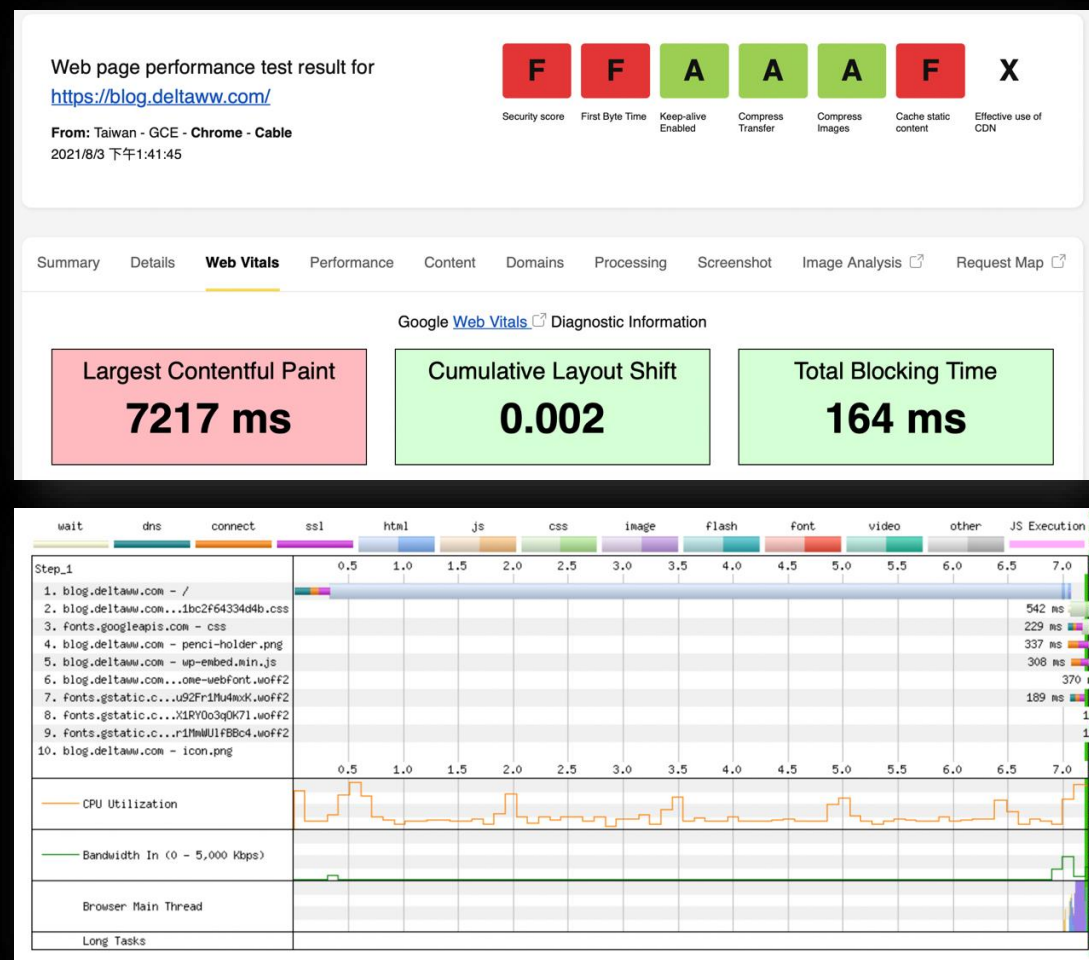 Web page performance test result for
https://blog.deltaww.com/
From: Taiwan - GCE - Chrome - Cable
2021/8/3 下午1:41:45
F F A A A F X
Security score First Byte Time Keep-alive Enabled Compress Transfer Compress Images Cache static content Effective use of CDN
Summary Details Web Vitals Performance Content Domains Processing Screenshot Image Analysis Request Map
Google Web Vitals Diagnostic Information
Largest Contentful Paint
7217 ms
Cumulative Layout Shift
0.002
Total Blocking Time
164 ms
wait dns connect ssl html js css image flash font video other JS Execution
Step_1 0.5 1.0 1.5 2.0 2.5 3.0 3.5 4.0 4.5 5.0 5.5 6.0 6.5 7.0
1. blog.deltaww.com - /
2. blog.deltaww.com...1bc2f64334d4b.css 542 ms
3. fonts.googleapis.com - css 229 ms
4. blog.deltaww.com - penci-holder.png 337 ms
5. blog.deltaww.com - wp-embed.min.js 308 ms
6. blog.deltaww.com...ome-webfont.woff2 370
7. fonts.gstatic.c...u92Fr1Mu4mxK.woff2 189 ms
8. fonts.gstatic.c...X1RYOo3qOK7l.woff2 1
9. fonts.gstatic.c...r1MmWUlfBBc4.woff2 1
10. blog.deltaww.com - icon.png
0.5 1.0 1.5 2.0 2.5 3.0 3.5 4.0 4.5 5.0 5.5 6.0 6.5 7.0
CPU Utilization
Bandwidth In (0 - 5,000 Kbps)
Browser Main Thread
Long Tasks